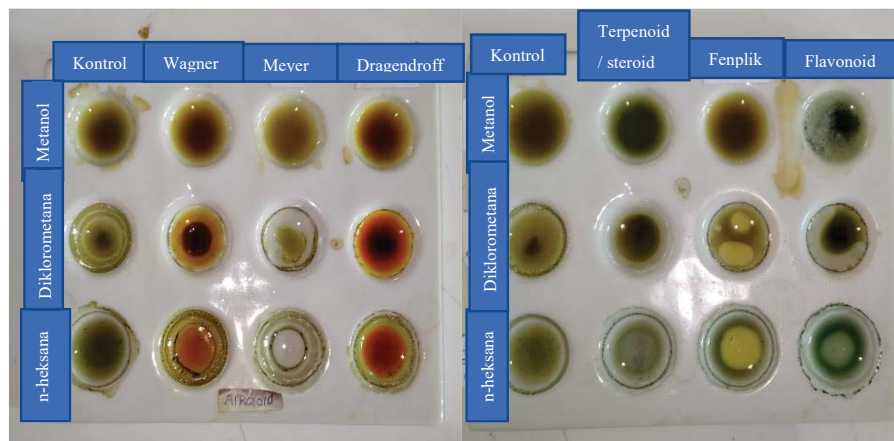 Kontrol
Wagner
Meyer
Dragendroff
Kontrol
Terpenoid
/ steroid
Fenplik
Flavonoid
Metanol
Diklorometana
n-heksana
Metanol
Diklorometana
n-heksana
Alkaloid